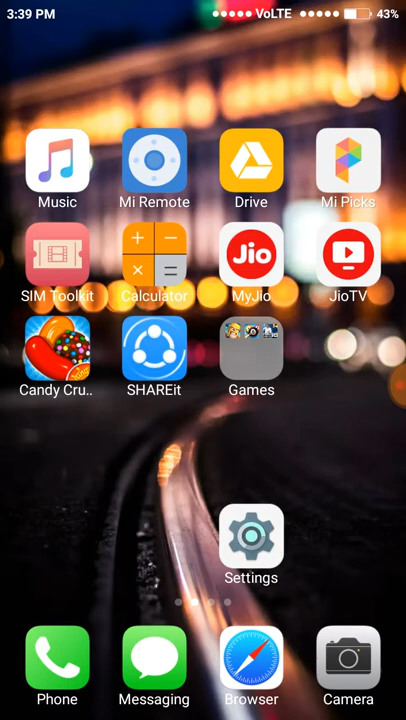 3:39 PM VoLTE 43%
Music Mi Remote Drive Mi Picks
Jio
SIM Toolkit Calculator MyJio JioTV
Candy Cru.. SHAREit Games
Settings
Phone Messaging Browser Camera